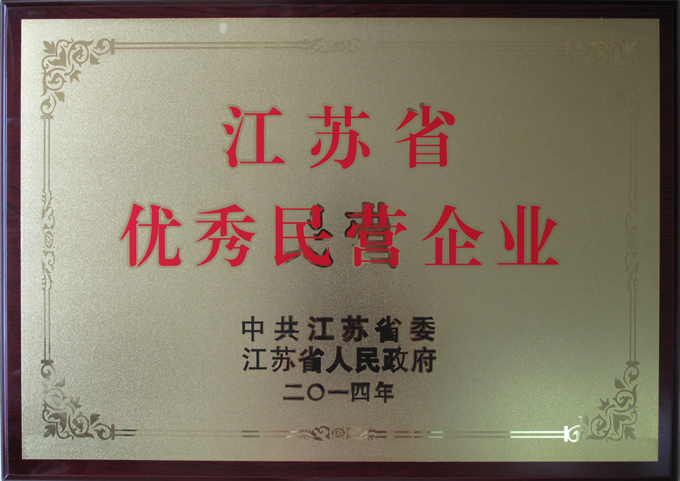 江苏省
优秀民营企业
中共江苏省委
江苏省人民政府
二〇一四年